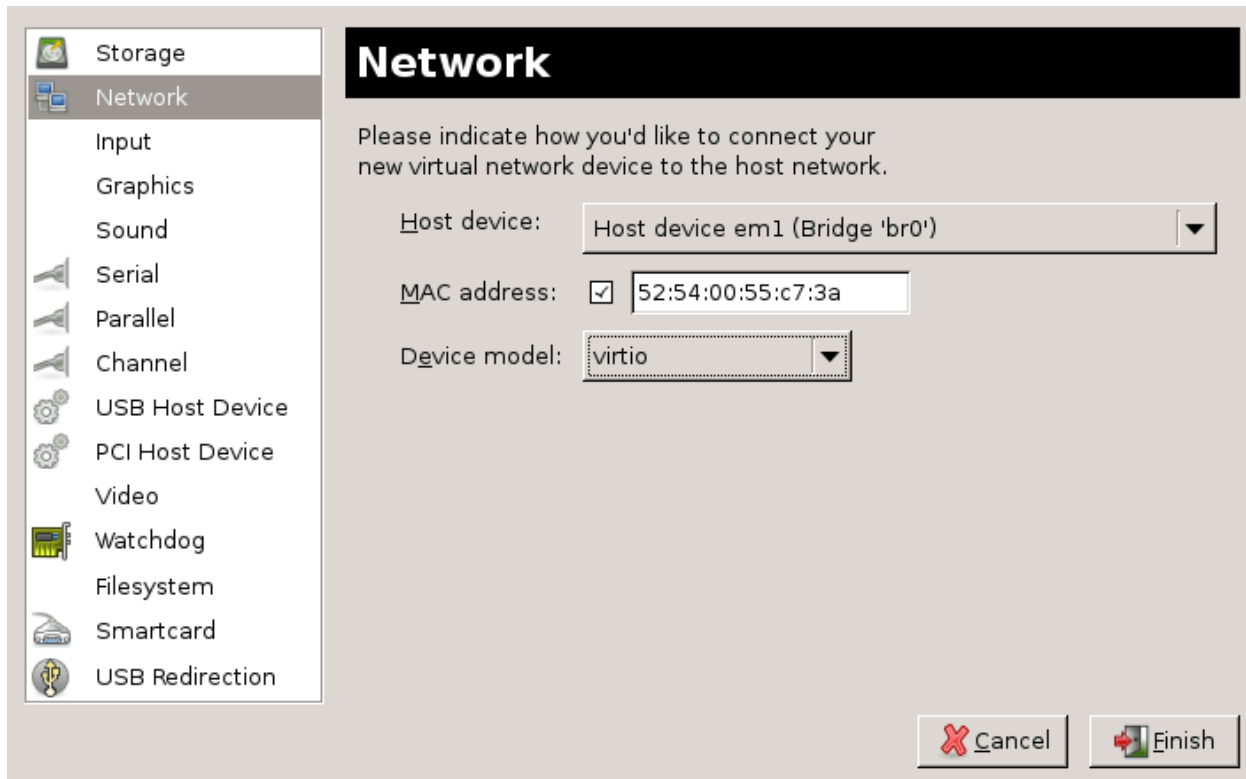 Storage
Network
Input
Graphics
Sound
Serial
Parallel
Channel
USB Host Device
PCI Host Device
Video
Watchdog
Filesystem
Smartcard
USB Redirection
Network
Please indicate how you'd like to connect your
new virtual network device to the host network.
Host device: Host device em1 (Bridge 'br0')
MAC address: 52:54:00:55:c7:3a
Device model: virtio
Cancel Finish